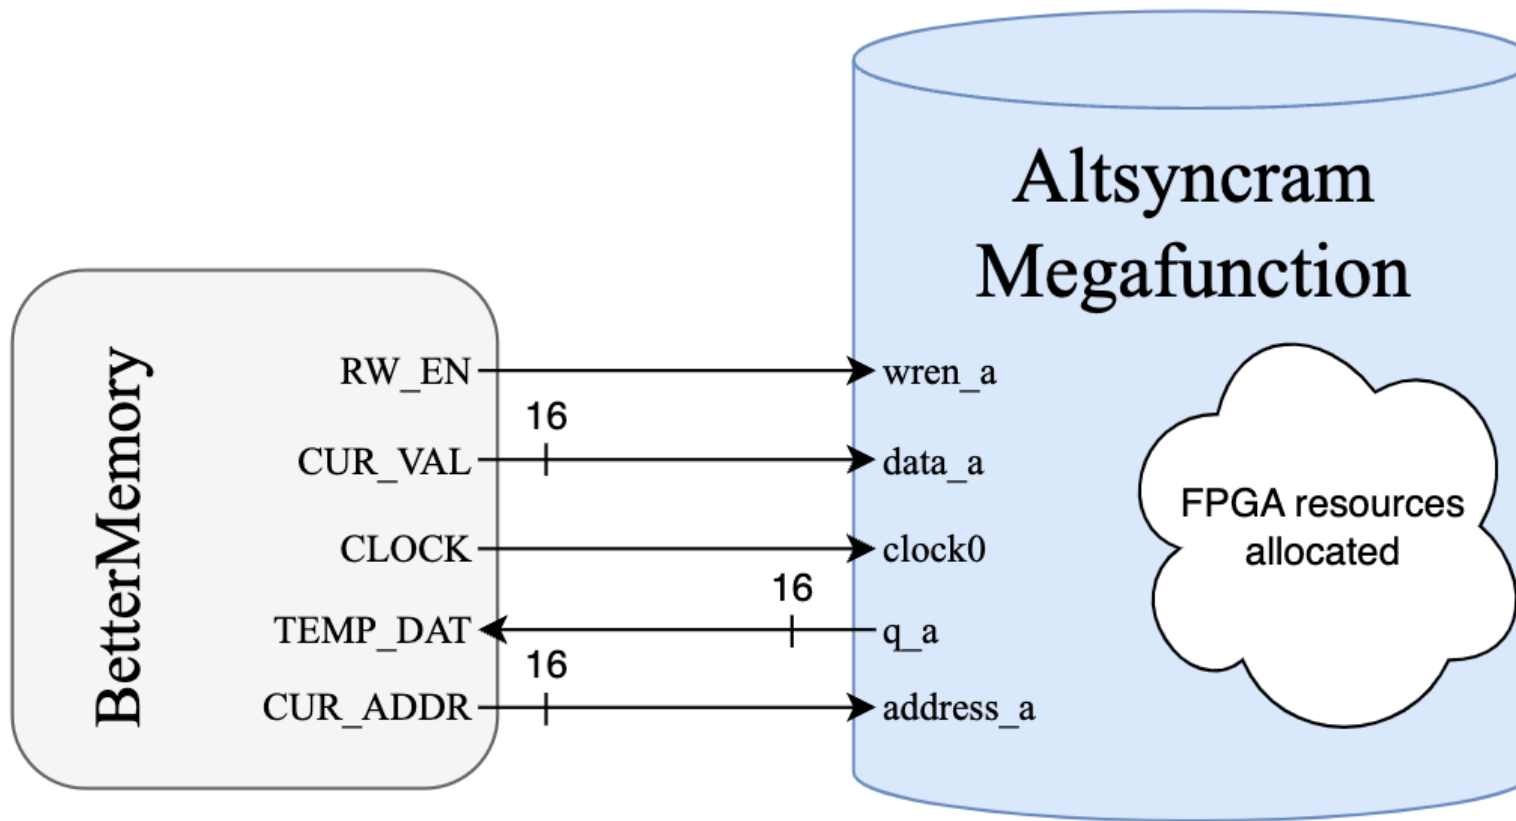 Altsyncram
Megafunction
BetterMemory
RW_EN
wren_a
16
CUR_VAL
data_a
CLOCK
clock0
16
TEMP_DAT
q_a
16
CUR_ADDR
address_a
FPGA resources
allocated